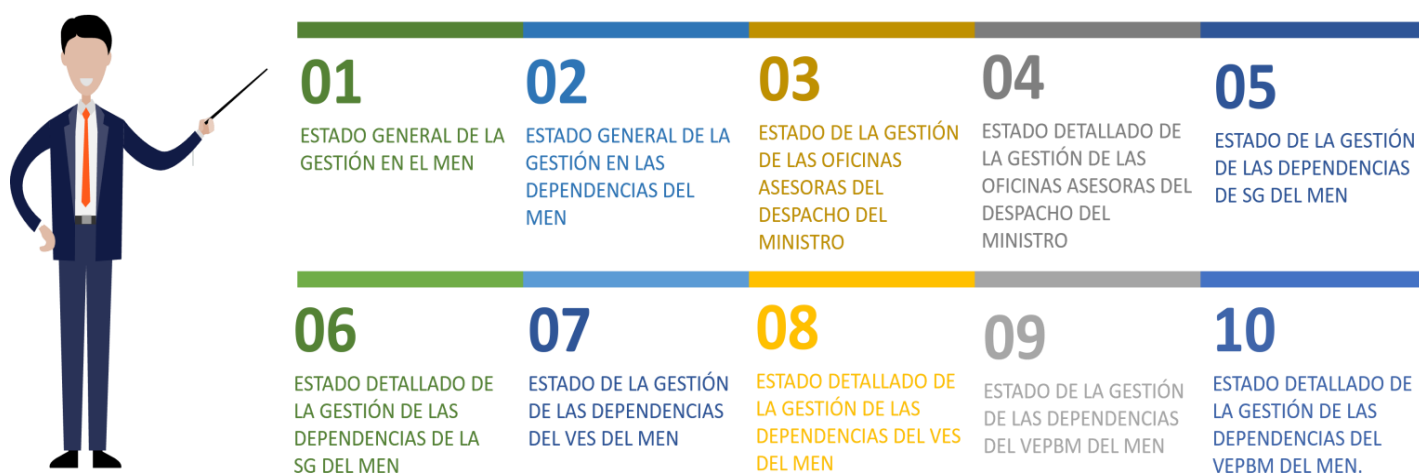 01
ESTADO GENERAL DE LA
GESTIÓN EN EL MEN
02
ESTADO GENERAL DE LA
GESTIÓN EN LAS
DEPENDENCIAS DEL
MEN
03
ESTADO DE LA GESTIÓN
DE LAS OFICINAS
ASESORAS DEL
DESPACHO DEL
MINISTRO
04
ESTADO DETALLADO DE
LA GESTIÓN DE LAS
OFICINAS ASESORAS DEL
DESPACHO DEL
MINISTRO
05
ESTADO DE LA GESTIÓN
DE LAS DEPENDENCIAS
DE SG DEL MEN
06
ESTADO DETALLADO DE
LA GESTIÓN DE LAS
DEPENDENCIAS DE LA
SG DEL MEN
07
ESTADO DE LA GESTIÓN
DE LAS DEPENDENCIAS
DEL VES DEL MEN
08
ESTADO DETALLADO DE
LA GESTIÓN DE LAS
DEPENDENCIAS DEL VES
DEL MEN
09
ESTADO DE LA GESTIÓN
DE LAS DEPENDENCIAS
DEL VEPBM DEL MEN
10
ESTADO DETALLADO DE
LA GESTIÓN DE LAS
DEPENDENCIAS DEL
VEPBM DEL MEN.